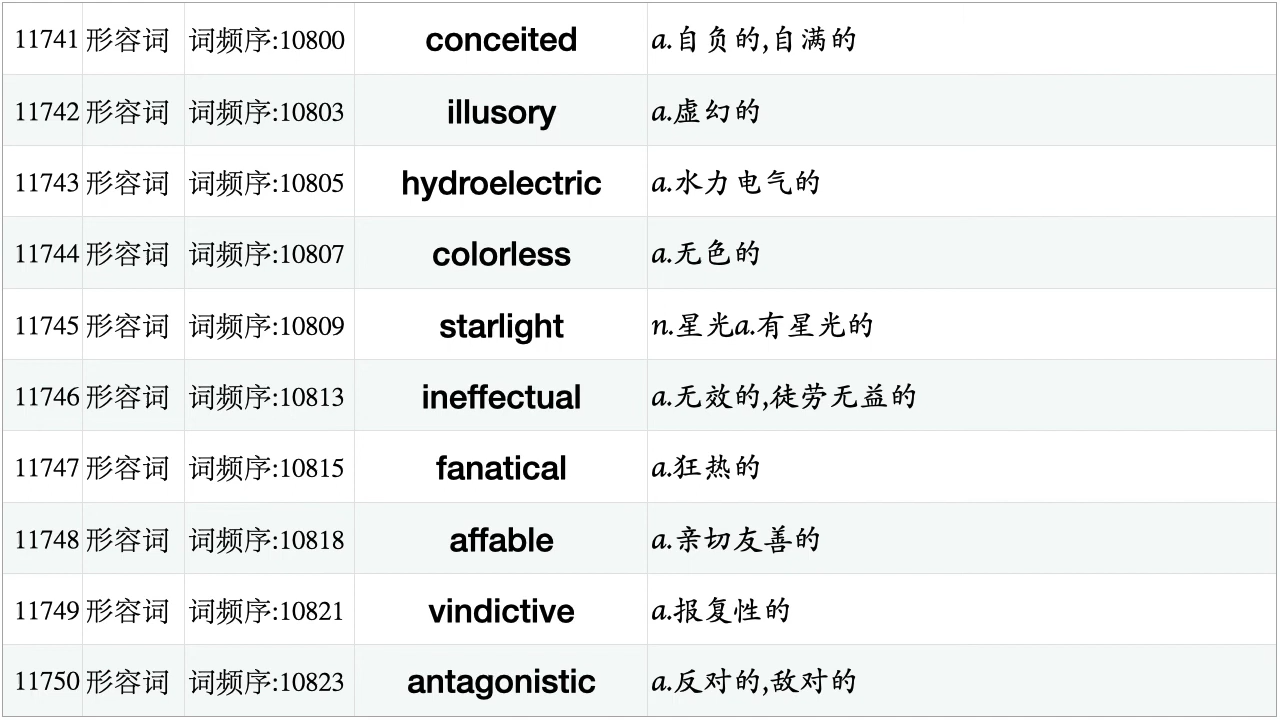 11741 形容词 词频序:10800 conceited a.自负的,自满的
11742 形容词 词频序:10803 illusory a.虚幻的
11743 形容词 词频序:10805 hydroelectric a.水力电气的
11744 形容词 词频序:10807 colorless a.无色的
11745 形容词 词频序:10809 starlight n.星光a.有星光的
11746 形容词 词频序:10813 ineffectual a.无效的,徒劳无益的
11747 形容词 词频序:10815 fanatical a.狂热的
11748 形容词 词频序:10818 affable a.亲切友善的
11749 形容词 词频序:10821 vindictive a.报复性的
11750 形容词 词频序:10823 antagonistic a.反对的,敌对的